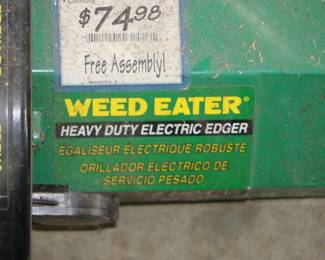 $74.98
Free Assembly!
WEED EATER®
HEAVY DUTY ELECTRIC EDGER
EGALISEUR ELECTRIQUE ROBUSTE
ORILLADOR ELECTRICO DE
SERVICIO PESADO